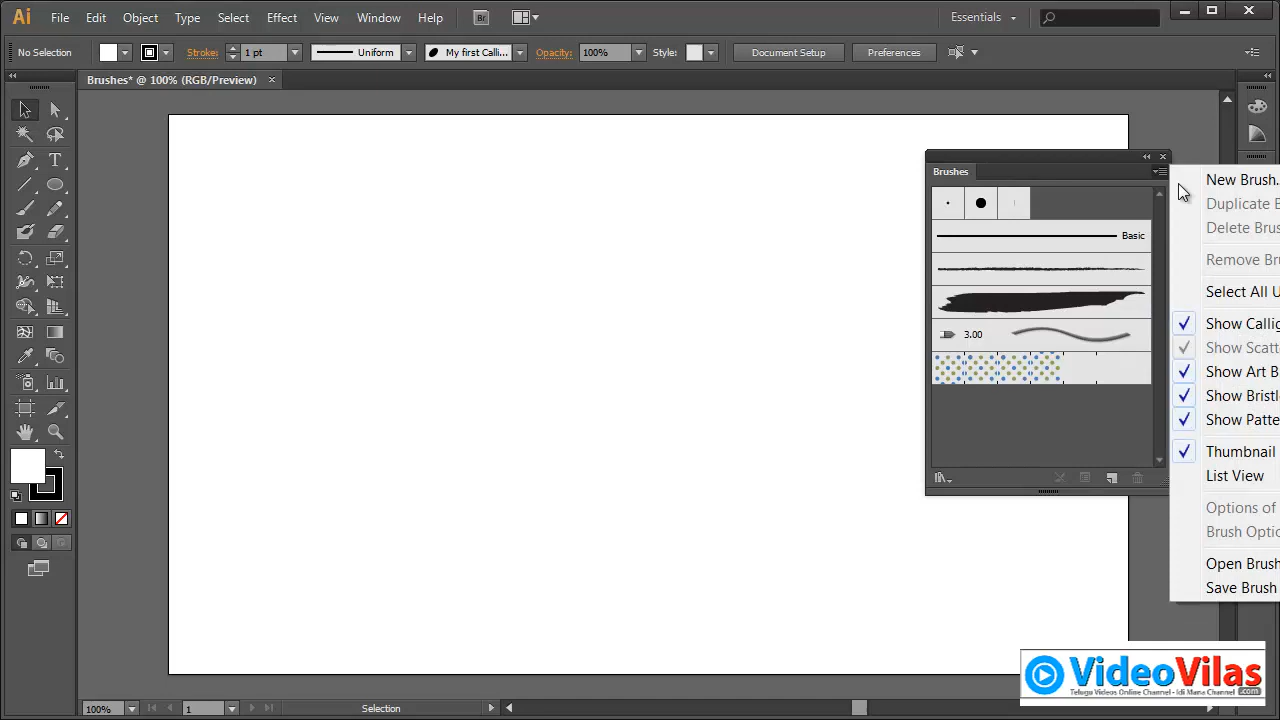 Ai File Edit Object Type Select Effect View Window Help Br Essentials
No Selection Stroke: 1 pt Uniform My first Calli... Opacity: 100% Style: Document Setup Preferences
Brushes* @ 100% (RGB/Preview)
Brushes
Basic
3.00
New Brush..
Duplicate B
Delete Brus
Remove Bru
Select All U
Show Callig
Show Scatt
Show Art B
Show Bristl
Show Patte
Thumbnail
List View
Options of
Brush Optio
Open Brush
Save Brush
VideoVilas
Telugu Videos Online Channel - Idi Mana Channel .com
100% 1 Selection